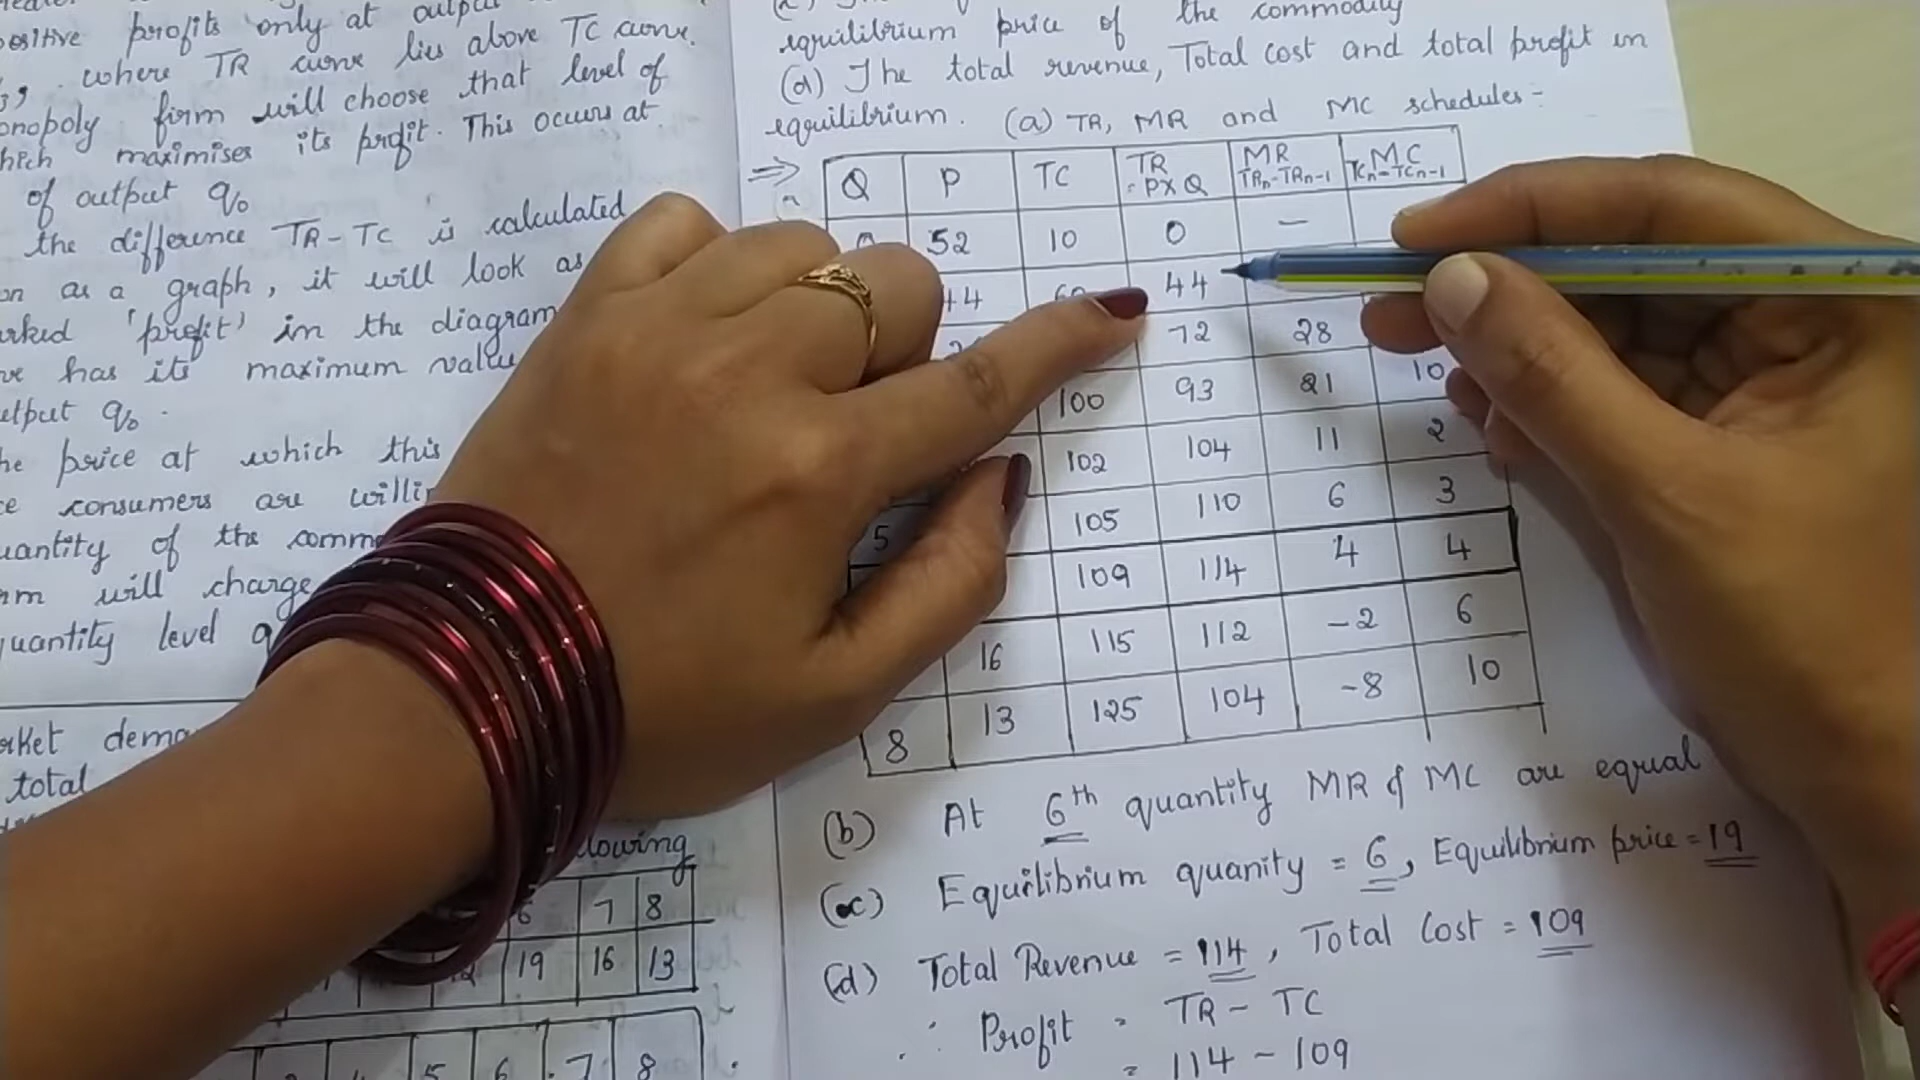 positive profits only at output
where TR curve lies above TC curve.
firm will choose that level of
which maximises its profit. This occurs at
of output q0
the difference TR-TC is calculated
as a graph, it will look as
'profit' in the diagram
has its maximum value
output q0.
price at which this
consumers are
quantity of the
will charge
quantity level
market
total
6 7 8
19 16 13
5 6 7 8
equilibrium price of the commodity
(d) The total revenue, Total cost and total profit in
equilibrium. (a) TR, MR and MC schedules-
Q P TC TR = P×Q MR TRn-TRn-1 MC TCn-TCn-1
52 10 0 —
44 44
72 28
100 93 21 10
102 104 11 2
5 105 110 6 3
109 114 4 4
16 115 112 -2 6
8 13 125 104 -8 10
(b) At 6th quantity MR & MC are equal
(c) Equilibrium quanity = 6, Equilibrium price = 19
(d) Total Revenue = 114, Total Cost = 109
∴ Profit = TR - TC
= 114 - 109